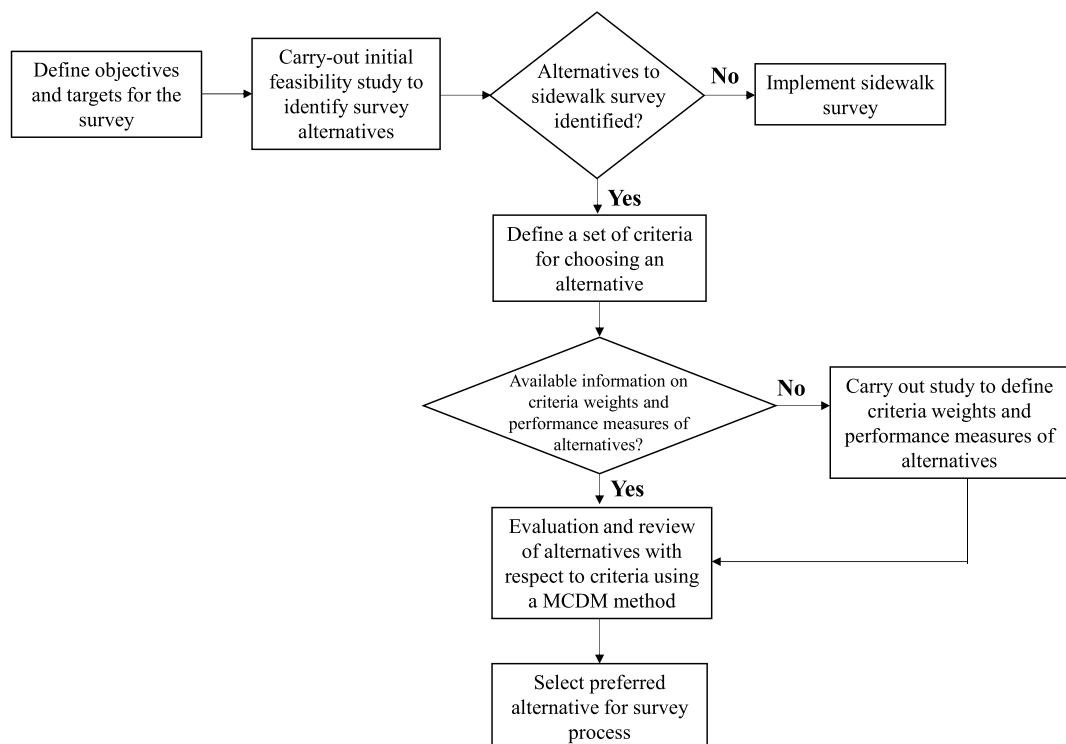 Define objectives
and targets for the
survey
Carry-out initial
feasibility study to
identify survey
alternatives
Alternatives to
sidewalk survey
identified?
No
Implement sidewalk
survey
Yes
Define a set of criteria
for choosing an
alternative
Available information on
criteria weights and
performance measures of
alternatives?
No
Carry out study to define
criteria weights and
performance measures of
alternatives
Yes
Evaluation and review
of alternatives with
respect to criteria using
a MCDM method
Select preferred
alternative for survey
process